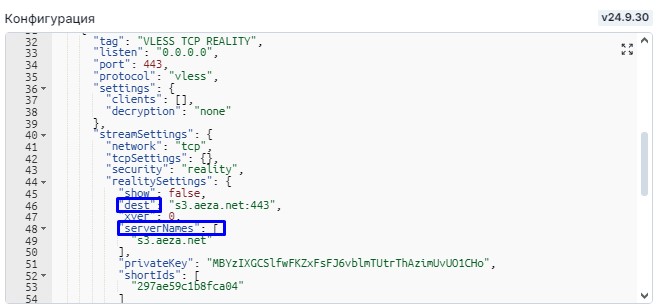 Конфигурация
v24.9.30
32 "tag": "VLESS TCP REALITY",
33 "listen": "0.0.0.0",
34 "port": 443,
35 "protocol": "vless",
36 "settings": {
37 "clients": [],
38 "decryption": "none"
39 },
40 "streamSettings": {
41 "network": "tcp",
42 "tcpSettings": {},
43 "security": "reality",
44 "realitySettings": {
45 "show": false,
46 "dest": "s3.aeza.net:443",
47 "xver": 0,
48 "serverNames": [
49 "s3.aeza.net"
50 ],
51 "privateKey": "MBYzIXGCSlfwFKZxFsFJ6vblmTUtrThAzimUvUO1CHo",
52 "shortIds": [
53 "297ae59c1b8fca04"
54 ]